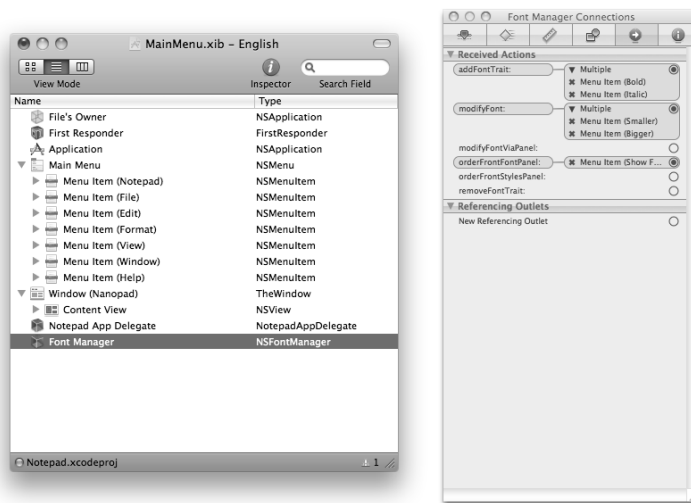 MainMenu.xib – English
View Mode
Inspector
Search Field
Name Type
File's Owner NSApplication
First Responder FirstResponder
Application NSApplication
Main Menu NSMenu
Menu Item (Notepad) NSMenuItem
Menu Item (File) NSMenuItem
Menu Item (Edit) NSMenuItem
Menu Item (Format) NSMenuItem
Menu Item (View) NSMenuItem
Menu Item (Window) NSMenuItem
Menu Item (Help) NSMenuItem
Window (Nanopad) TheWindow
Content View NSView
Notepad App Delegate NotepadAppDelegate
Font Manager NSFontManager
Notepad.xcodeproj 1
Font Manager Connections
Received Actions
addFontTrait: Multiple
Menu Item (Bold)
Menu Item (Italic)
modifyFont: Multiple
Menu Item (Smaller)
Menu Item (Bigger)
modifyFontViaPanel:
orderFrontFontPanel: Menu Item (Show F...
orderFrontStylesPanel:
removeFontTrait:
Referencing Outlets
New Referencing Outlet